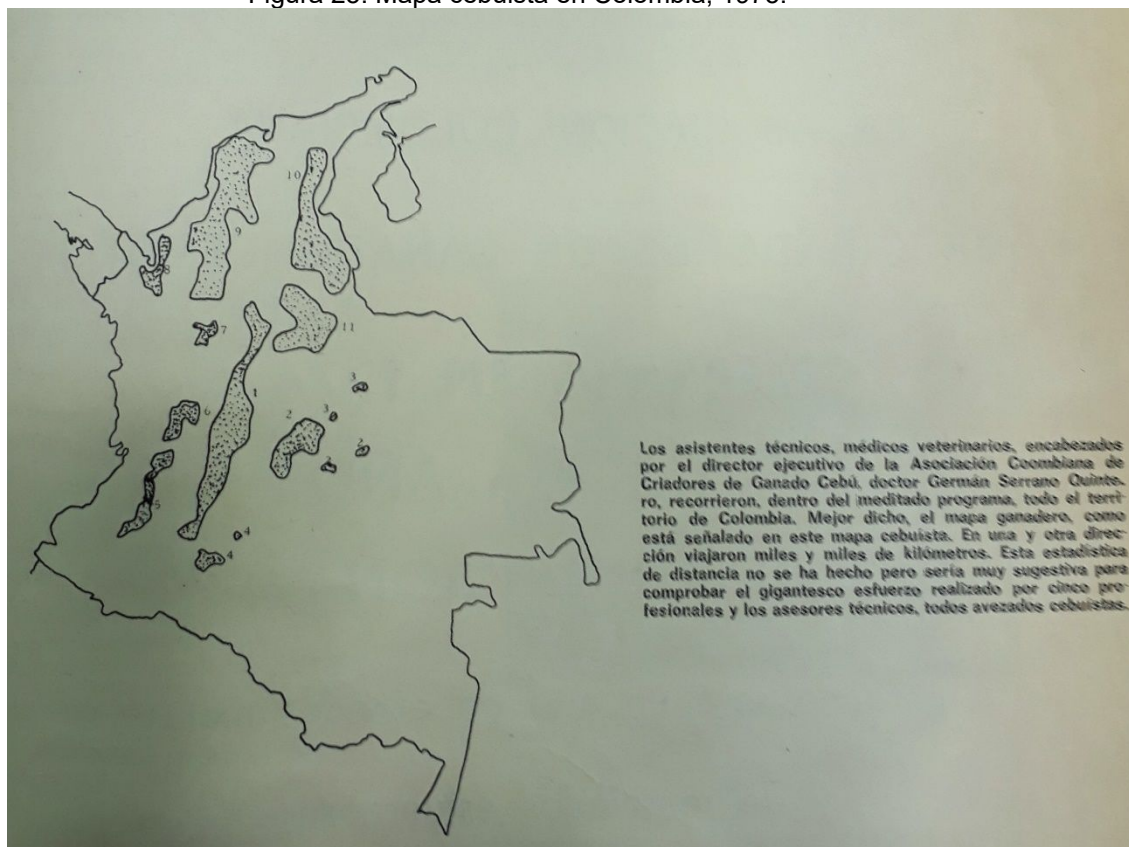 Mapa cebuista en Colombia,
10
9
8
11
7
3
1
6
2
3
2
2
5
4
4
Los asistentes técnicos, médicos veterinarios, encabezados
por el director ejecutivo de la Asociación Coombiana de
Criadores de Ganado Cebú, doctor Germán Serrano Quinte-
ro, recorrieron, dentro del meditado programa, todo el terri-
torio de Colombia. Mejor dicho, el mapa ganadero, como
está señalado en este mapa cebuísta. En una y otra direc-
ción viajaron miles y miles de kilómetros. Esta estadística
de distancia no se ha hecho pero sería muy sugestiva para
comprobar el gigantesco esfuerzo realizado por cinco pro-
fesionales y los asesores técnicos, todos avezados cebuístas.